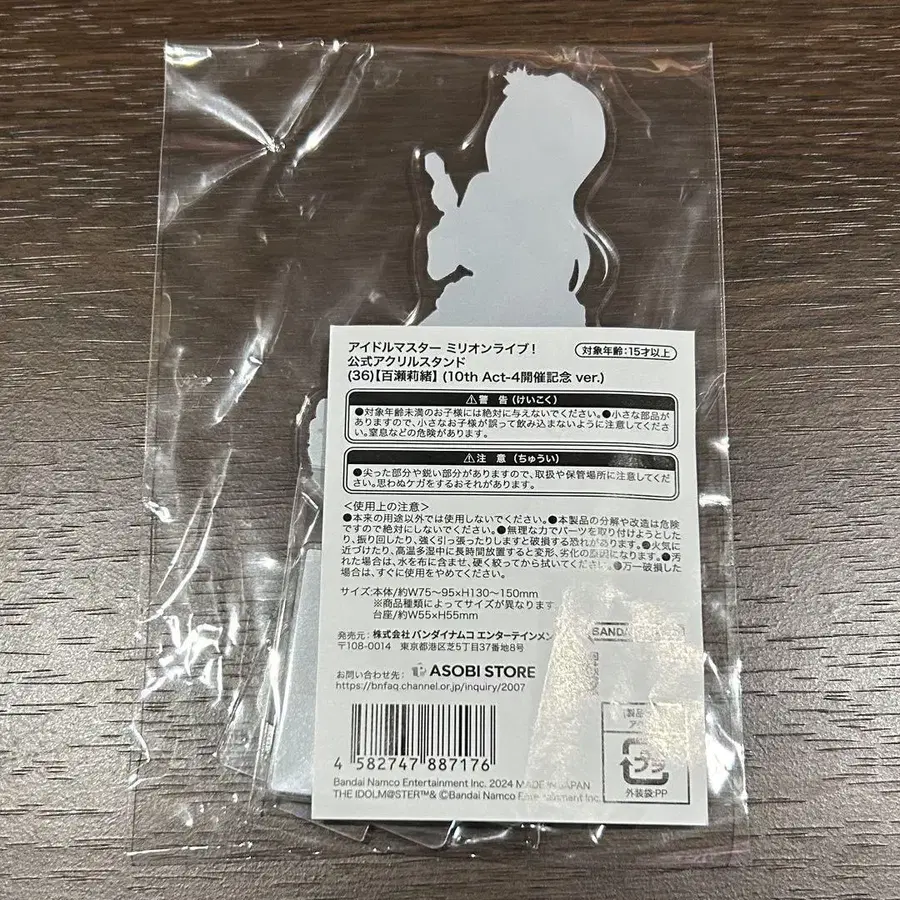 アイドルマスター ミリオンライブ！
対象年齢：15才以上
公式アクリルスタンド
(36)【百瀬莉緒】 (10th Act-4開催記念 ver.)
⚠警 告（けいこく）
●対象年齢未満のお子様には絶対に与えないでください。●小さな部品が
ありますので、小さなお子様が誤って飲み込まないように注意してくださ
い。窒息などの危険があります。
⚠注 意（ちゅうい）
●尖った部分や鋭い部分がありますので、取扱や保管場所に注意してくだ
さい。思わぬケガをするおそれがあります。
＜使用上の注意＞
●本来の用途以外では使用しないでください。●本製品の分解や改造は危険
ですので絶対にしないでください。●無理な力でパーツを取り付けようとした
り、振り回したり、強く引っ張ったりしますと破損する恐れがあります。●火気に
近づけたり、高温多湿中に長時間放置すると変形、劣化の原因になります。●汚
れた場合は、水を布に含ませ、硬く絞ってから拭いてください。●万一破損した
場合は、すぐに使用をやめてください。
サイズ：本体/約W75～95×H130～150mm
※商品種類によってサイズが異なります
台座/約W55×H55mm
発売元：株式会社 バンダイナムコ エンターテインメン
〒108-0014 東京都港区芝5丁目37番地8号
お問い合わせ先： ASOBI STORE
https://bnfaq.channel.or.jp/inquiry/2007
4 582747 887176
プラ
外装袋:PP
Bandai Namco Entertainment Inc. 2024 MADE IN JAPAN
THE IDOLM@STER™& ©Bandai Namco Entertainment Inc.